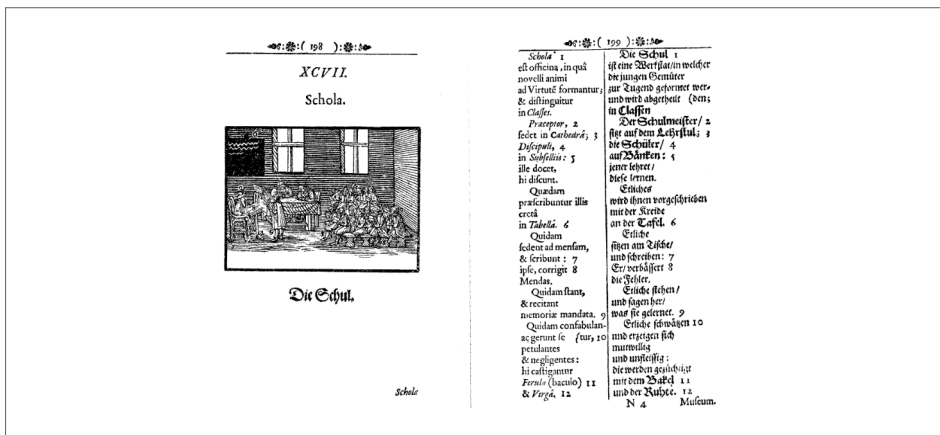 :( 198 ):
XCVII.
Schola.
Die Schul.
Schola
:( 199 ):
Schola 1
eſt officina, in quâ
novelli animi
ad Virtutē formantur;
& diſtinguitur
in Claſſes.
Præceptor, 2
ſedet in Cathedrâ; 3
Diſcipuli, 4
in Subſelliis: 5
ille docet,
hi diſcunt.
Quædam
præſcribuntur illis
cretâ
in Tabellâ. 6
Quidam
ſedent ad menſam,
& ſcribunt: 7
ipſe, corrigit 8
Mendas.
Quidam ſtant,
& recitant
memoriæ mandata. 9
Quidam confabulan-
ac gerunt ſe (tur, 10
petulantes
& negligentes:
hi caſtigantur
Ferula (baculo) 11
& Virgâ. 12
Die Schul 1
iſt eine Werkſtat/ in welcher
die jungen Gemüter
zur Tugend geformet wer-
und wird abgetheilt (den;
in Claſſen
Der Schulmeiſter/ 2
ſitzt auf dem Lehrſtul; 3
die Schüler/ 4
auf Bänken: 5
jener lehret/
dieſe lernen.
Etliches
wird ihnen vorgeſchrieben
mit der Kreide
an der Tafel. 6
Etliche
ſitzen am Tiſche/
und ſchreiben: 7
Er/ verbäſſert 8
die Fehler.
Etliche ſtehen/
und ſagen her/
was ſie gelernet. 9
Etliche ſchwätzen 10
und erzeigen ſich
mutwillig
und unfleiſſig:
die werden gezüchtigt
mit dem Bakel 11
und der Ruhte. 12
N 4 Muſeum.